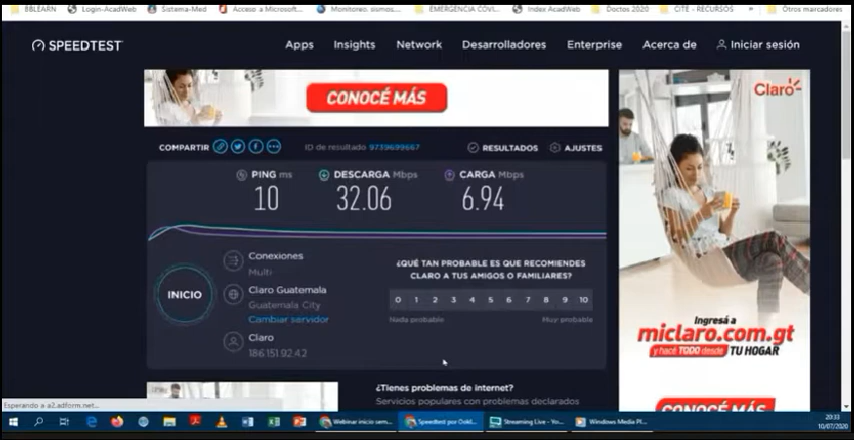 BBLEARN Login-AcadWeb Sistema-Med Acceso a Microsoft... Monitoreo, sismos,... !EMERGENCIA COVI... Index AcadWeb Doctos 2020 CITE - RECURSOS » Otros marcadores
SPEEDTEST Apps Insights Network Desarrolladores Enterprise Acerca de Iniciar sesión
CONOCÉ MÁS
Claro
COMPARTIR ID de resultado 9739699667 RESULTADOS AJUSTES
PING ms DESCARGA Mbps CARGA Mbps
10 32.06 6.94
Conexiones
Multi
¿QUÉ TAN PROBABLE ES QUE RECOMIENDES
CLARO A TUS AMIGOS O FAMILIARES?
INICIO
Claro Guatemala
Guatemala City
Cambiar servidor
0 1 2 3 4 5 6 7 8 9 10
Nada probable Muy probable
Claro
186.151.92.42
Ingresá a
miclaro.com.gt
y hacé TODO desde TU HOGAR
¿Tienes problemas de internet?
Servicios populares con problemas declarados
CONOCÉ MÁS
Esperando a a2.adform.net...
Webinar inicio sem... Speedtest por Ookl... Streaming Live - Yo... Windows Media Pl...
20:33
10/07/2020